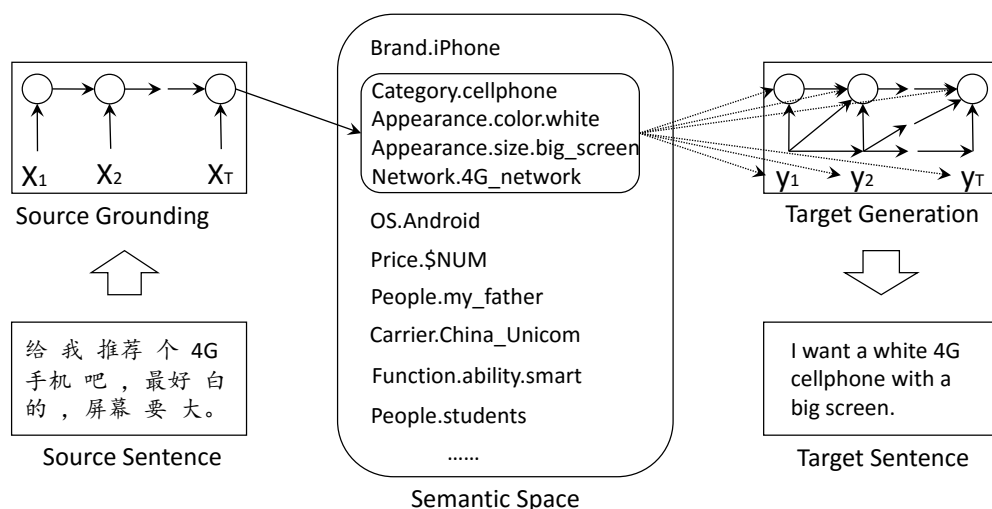 X1 X2 XT
Source Grounding
给 我 推荐 个 4G
手机 吧 ，最好 白
的 ，屏幕 要 大。
Source Sentence
Brand.iPhone
Category.cellphone
Appearance.color.white
Appearance.size.big_screen
Network.4G_network
OS.Android
Price.$NUM
People.my_father
Carrier.China_Unicom
Function.ability.smart
People.students
......
Semantic Space
y1 y2 yT
Target Generation
I want a white 4G
cellphone with a
big screen.
Target Sentence